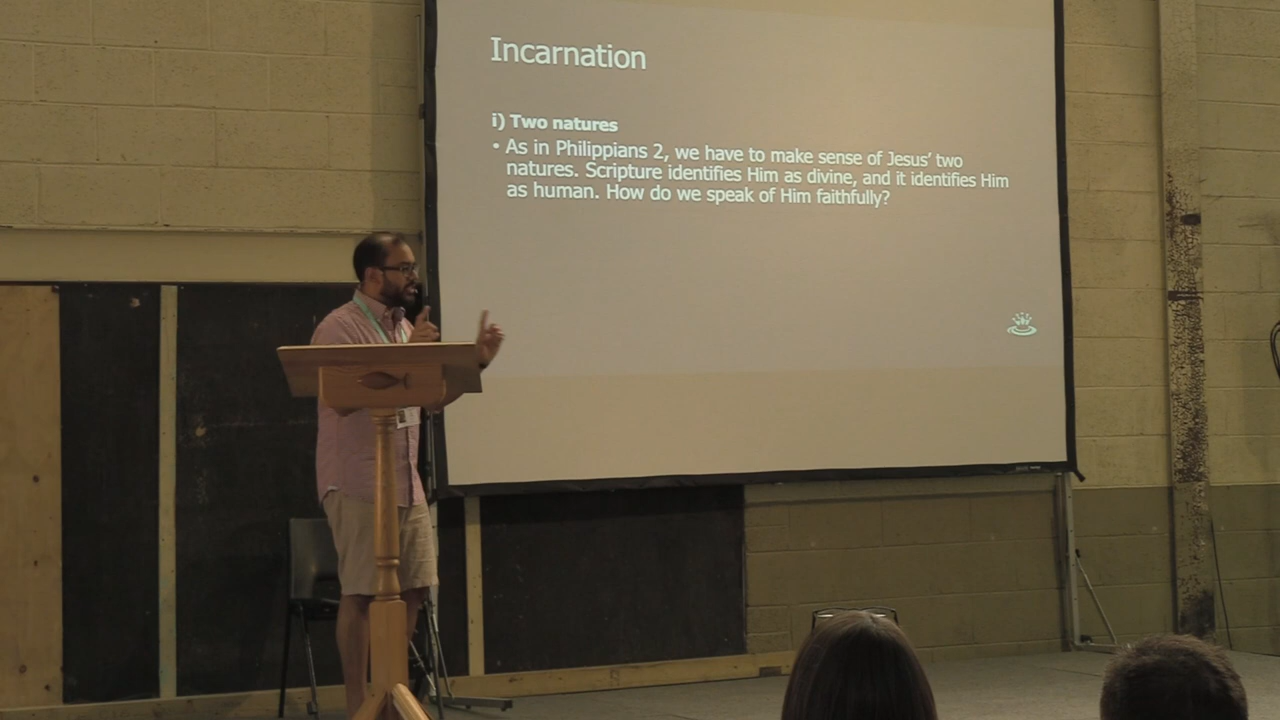 Incarnation
i) Two natures
• As in Philippians 2, we have to make sense of Jesus’ two
natures. Scripture identifies Him as divine, and it identifies Him
as human. How do we speak of Him faithfully?